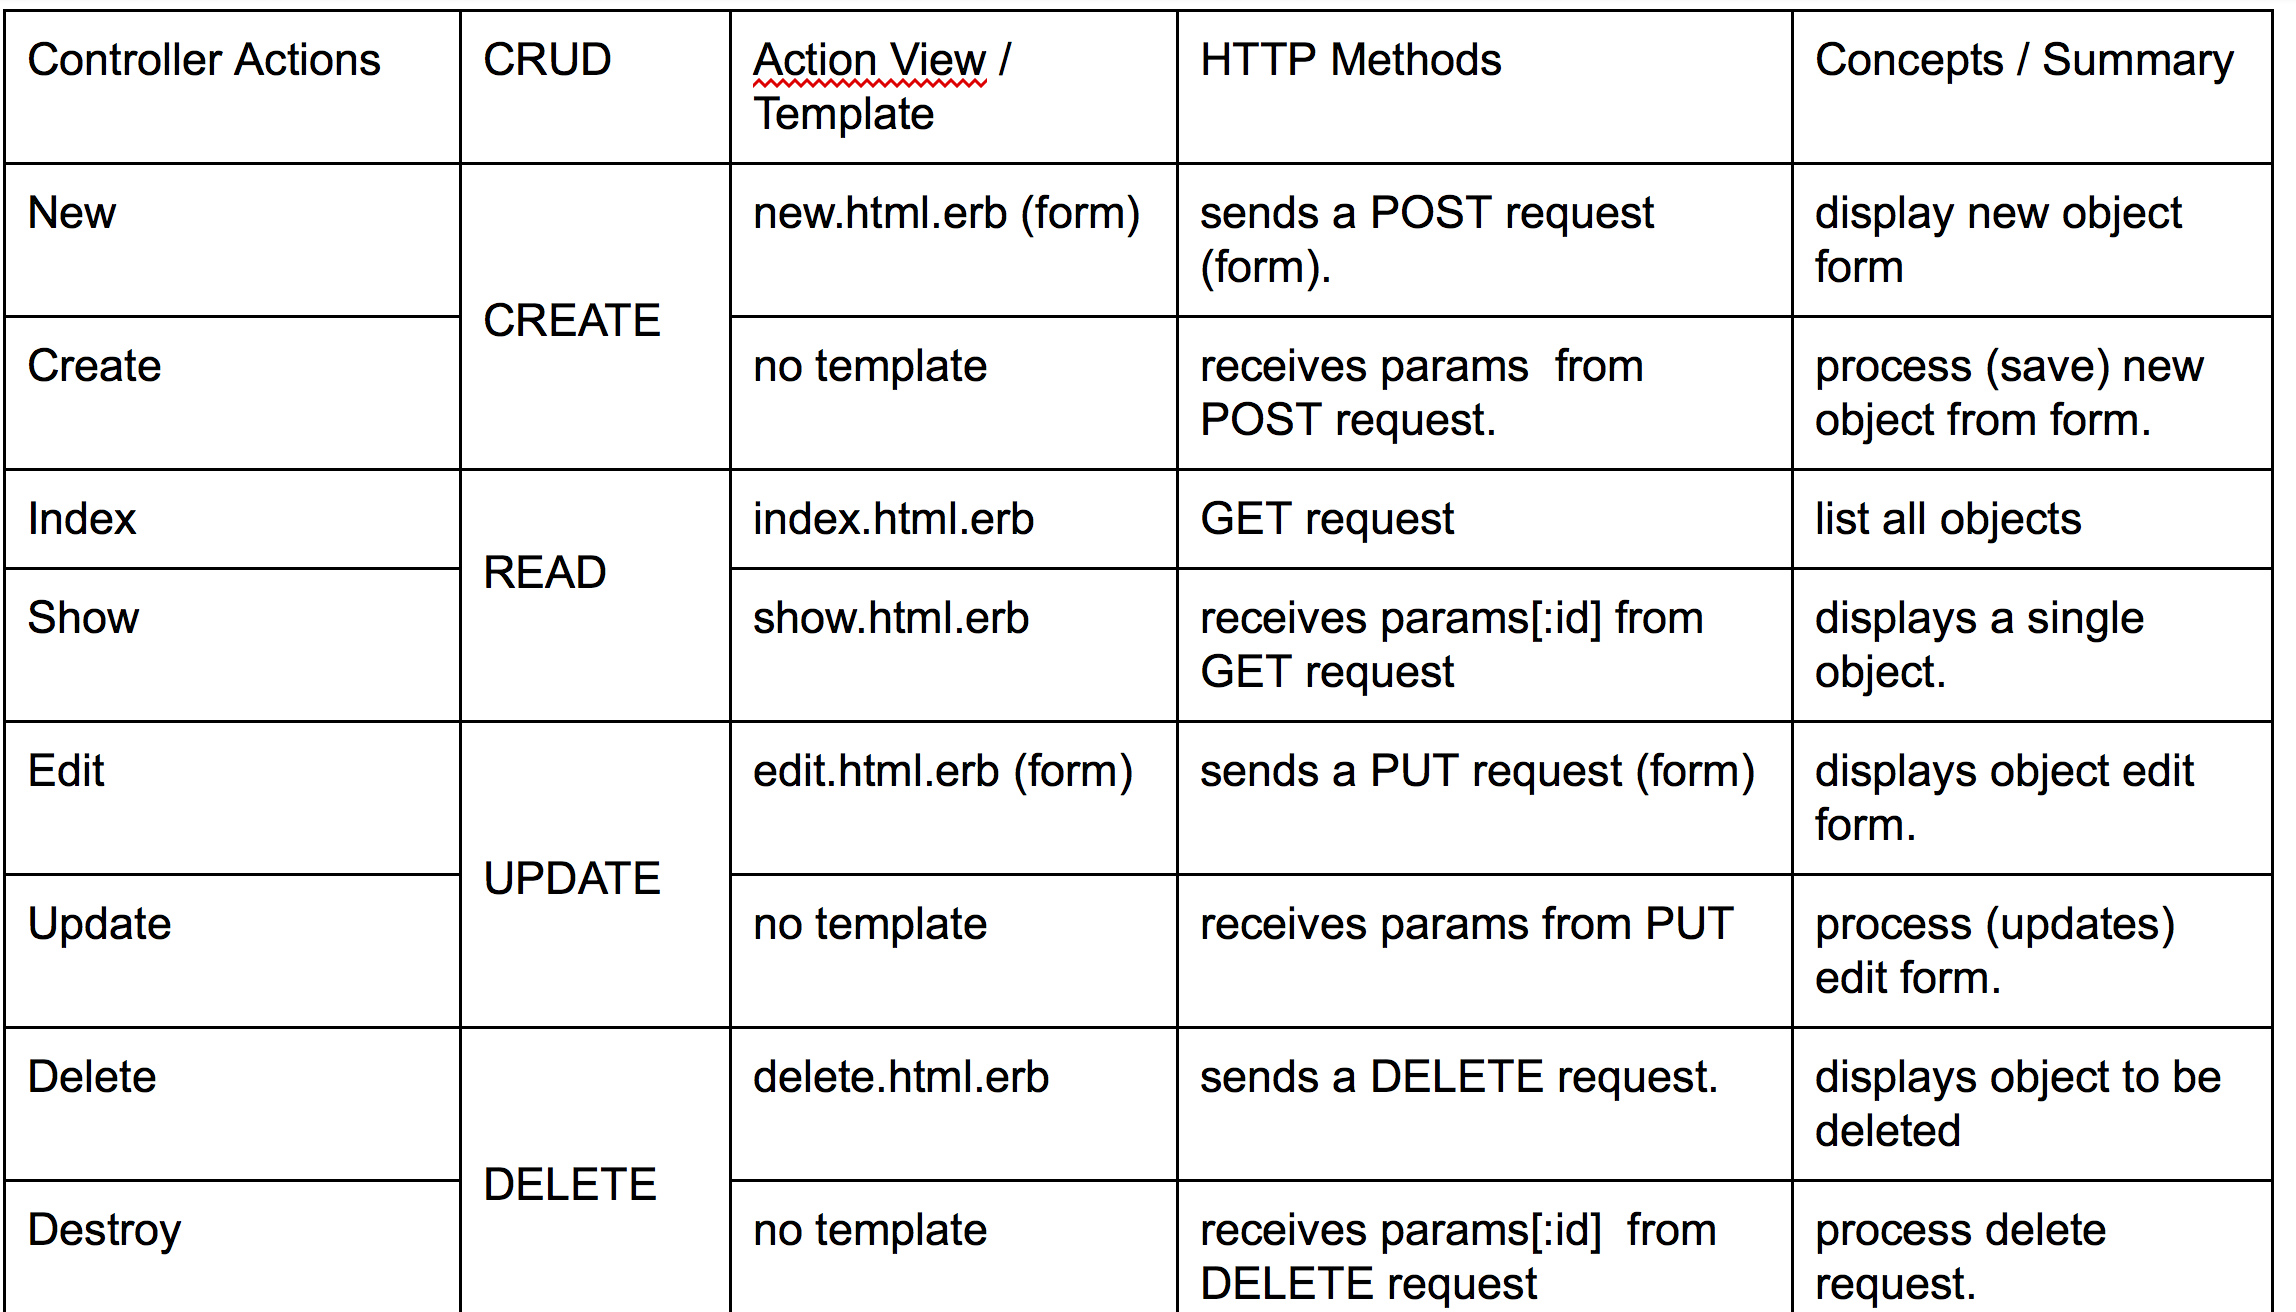 Controller Actions
CRUD
Action View /
Template
HTTP Methods
Concepts / Summary
New
CREATE
new.html.erb (form)
sends a POST request
(form).
display new object
form
Create
no template
receives params  from
POST request.
process (save) new
object from form.
Index
READ
index.html.erb
GET request
list all objects
Show
show.html.erb
receives params[:id] from
GET request
displays a single
object.
Edit
UPDATE
edit.html.erb (form)
sends a PUT request (form)
displays object edit
form.
Update
no template
receives params from PUT
process (updates)
edit form.
Delete
DELETE
delete.html.erb
sends a DELETE request.
displays object to be
deleted
Destroy
no template
receives params[:id]  from
DELETE request
process delete
request.